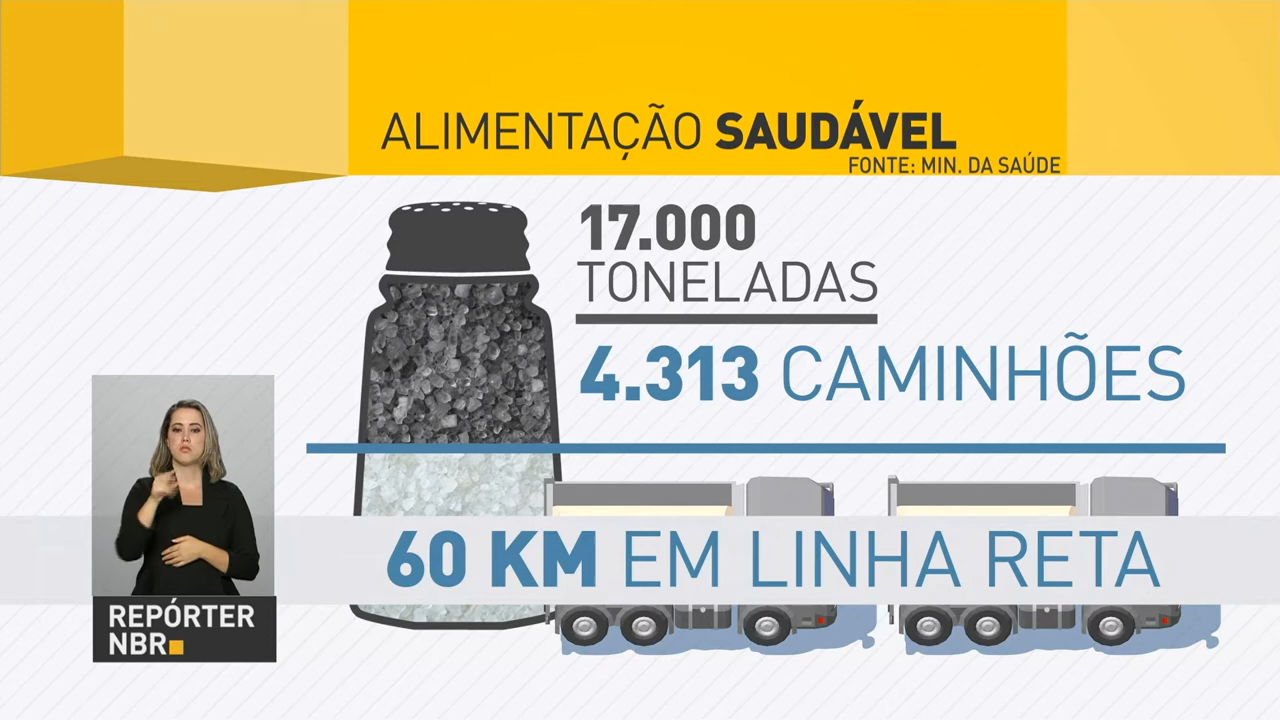 ALIMENTAÇÃO SAUDÁVEL
FONTE: MIN. DA SAÚDE
17.000
TONELADAS
4.313 CAMINHÕES
60 KM EM LINHA RETA
REPÓRTER
NBR